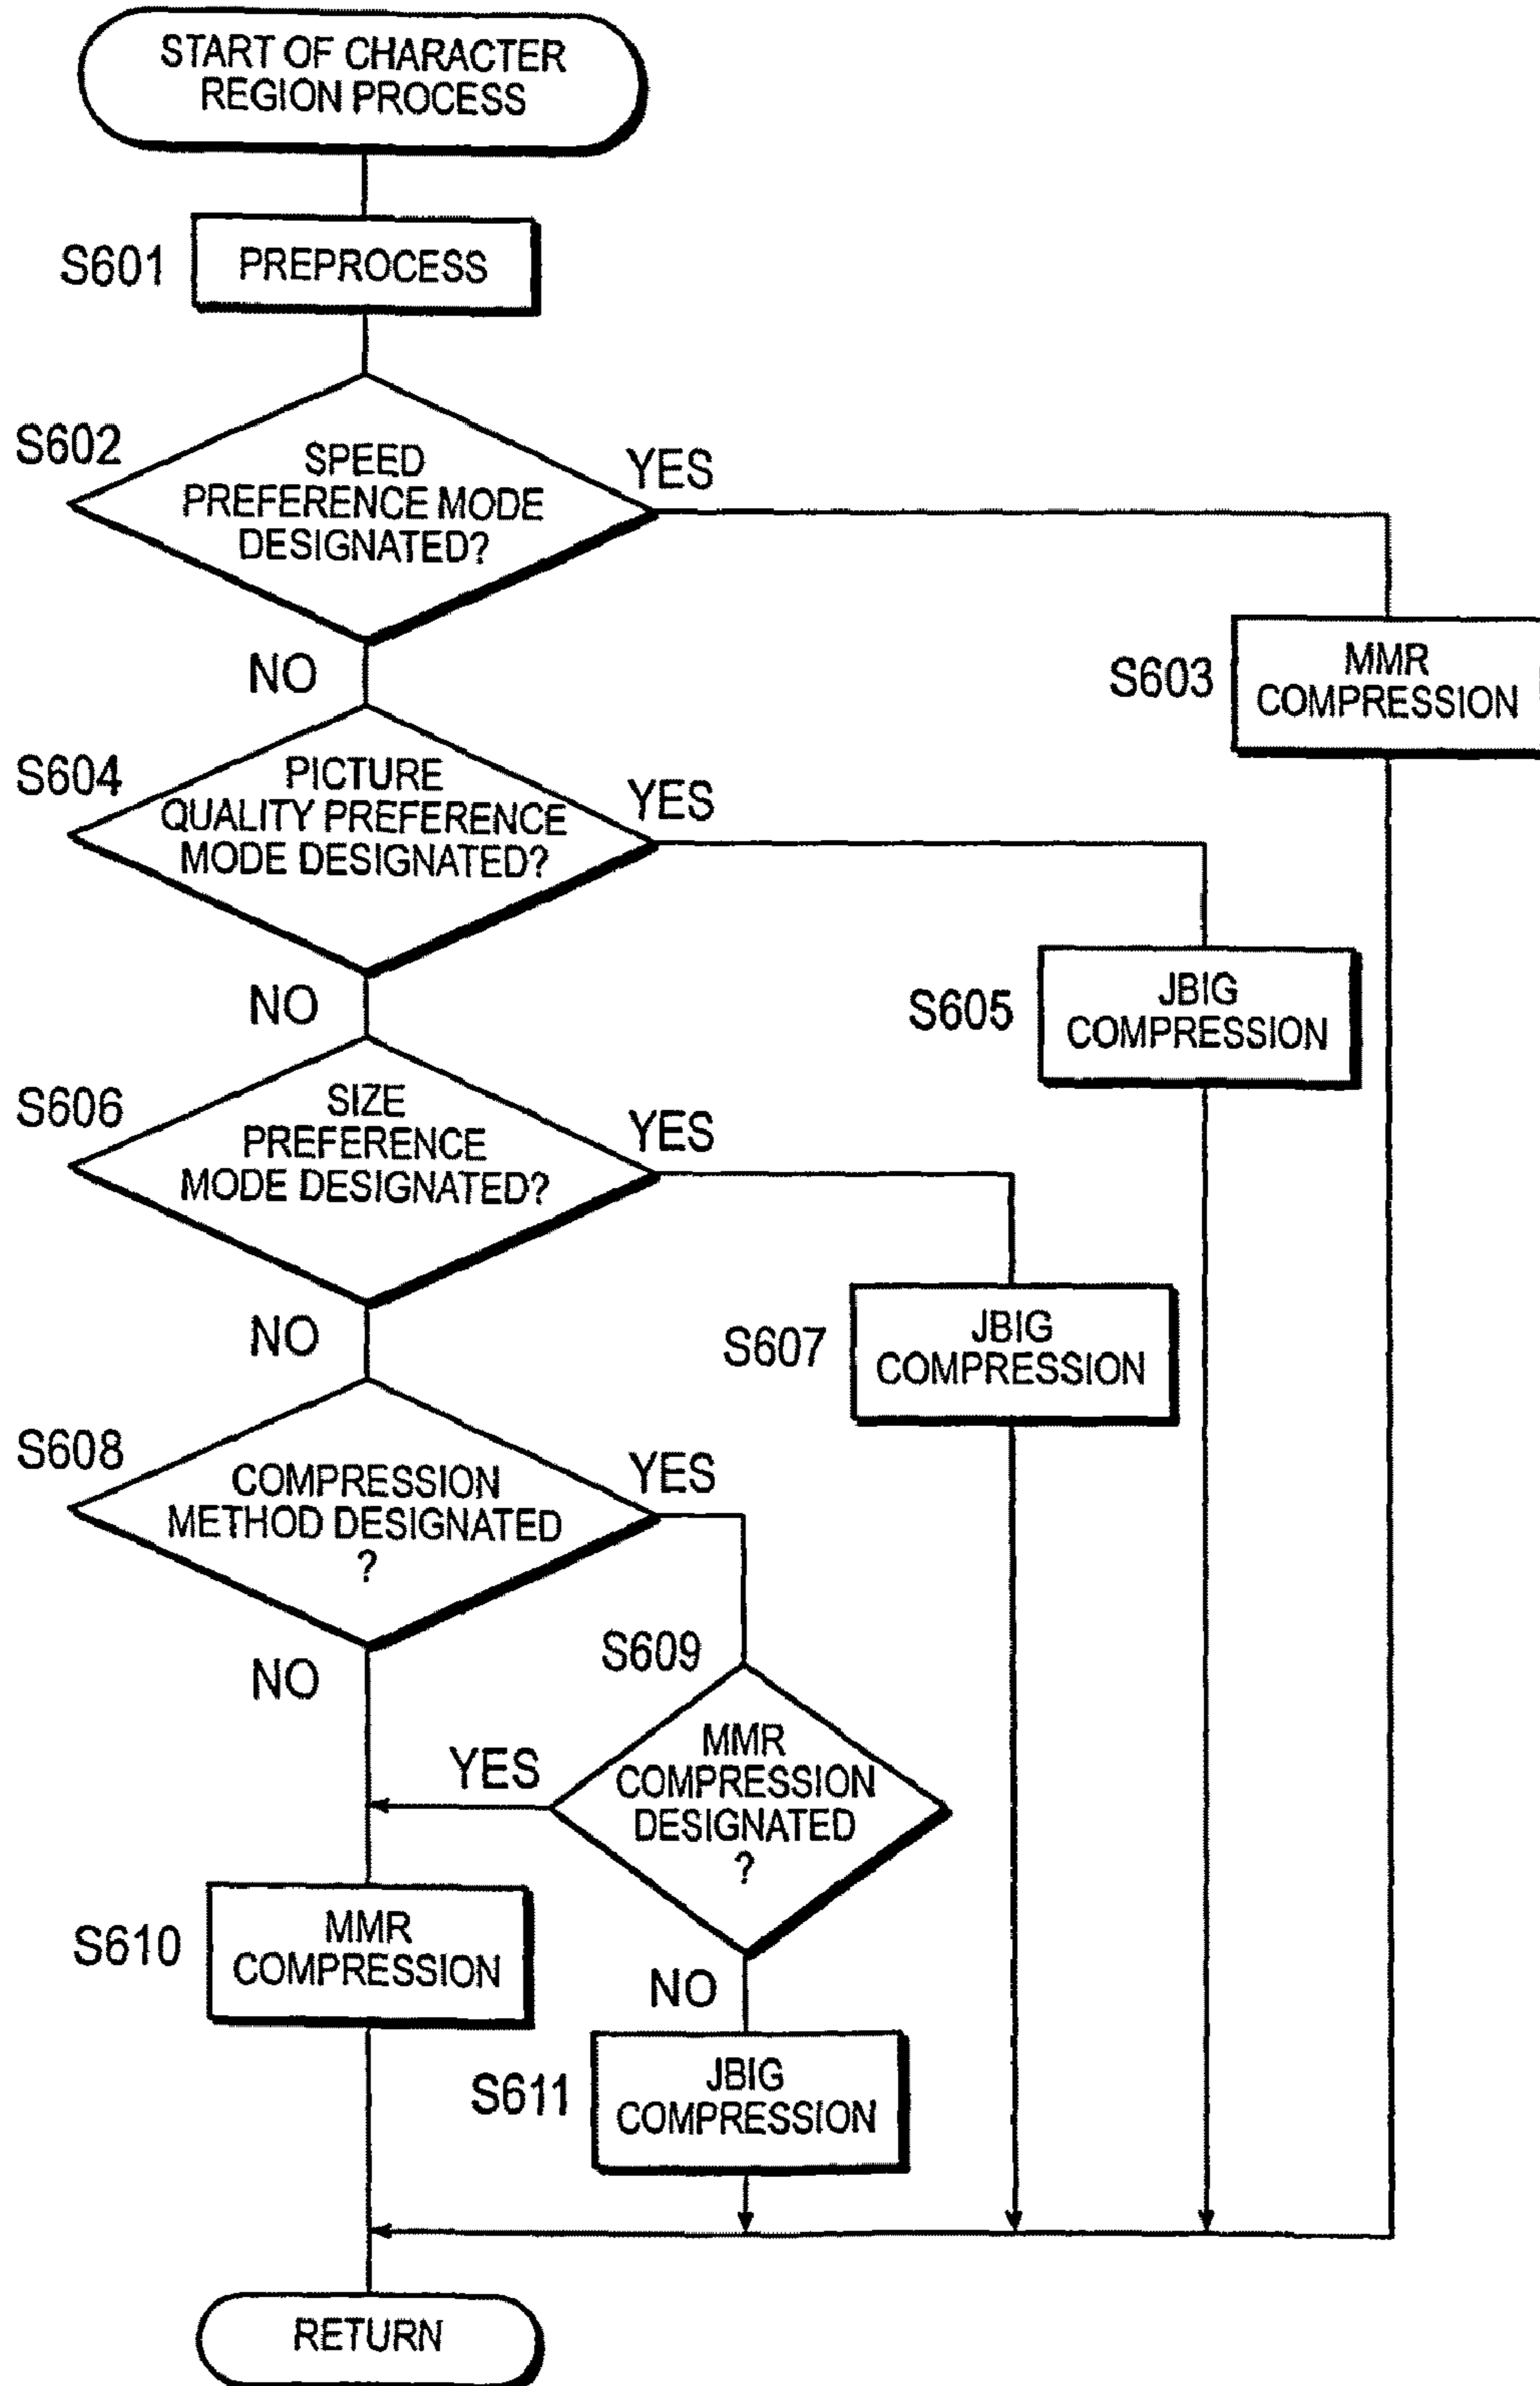 START OF CHARACTER
REGION PROCESS
S601
PREPROCESS
S602
SPEED
PREFERENCE MODE
DESIGNATED?
YES
NO
S603
MMR
COMPRESSION
S604
PICTURE
QUALITY PREFERENCE
MODE DESIGNATED?
YES
NO
S605
JBIG
COMPRESSION
S606
SIZE
PREFERENCE
MODE DESIGNATED?
YES
NO
S607
JBIG
COMPRESSION
S608
COMPRESSION
METHOD DESIGNATED
?
YES
NO
S609
MMR
COMPRESSION
DESIGNATED
?
YES
NO
S610
MMR
COMPRESSION
S611
JBIG
COMPRESSION
RETURN